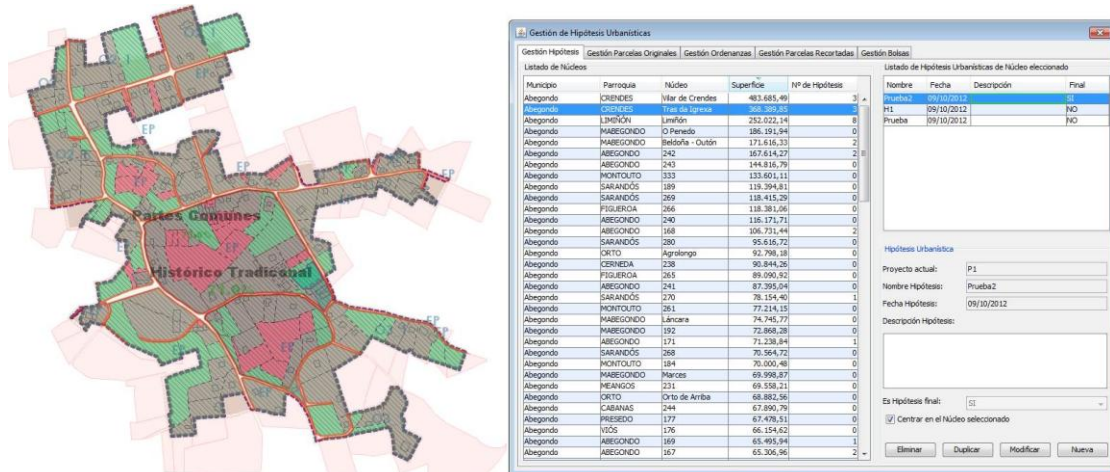 EP
EP
EP
EP
EP
Partes Comunes
EP
EP
Histórico Tradiconal
EP
EP
EP
EP
Gestión de Hipótesis Urbanísticas
Gestión Hipótesis Gestión Parcelas Originales Gestión Ordenanzas Gestión Parcelas Recortadas Gestión Bolsas
Listado de Núcleos
Municipio Parroquia Núcleo Superficie Nº de Hipótesis
Abegondo CRENDES Vilar de Crendes 483.685,49 3
Abegondo CRENDES Tras da Igrexa 368.389,85 3
Abegondo LIMIÑÓN Limiñón 252.022,14 8
Abegondo MABEGONDO O Penedo 186.191,94 0
Abegondo MABEGONDO Beldoña - Outón 171.616,33 2
Abegondo ABEGONDO 242 167.614,27 2
Abegondo ABEGONDO 243 144.816,79 0
Abegondo MONTOUTO 333 133.601,11 0
Abegondo SARANDÓS 189 119.394,81 0
Abegondo SARANDÓS 269 118.415,29 0
Abegondo FIGUEROA 266 118.381,06 0
Abegondo ABEGONDO 240 116.171,71 0
Abegondo ABEGONDO 168 106.731,44 2
Abegondo SARANDÓS 280 95.616,72 0
Abegondo ORTO Agrolongo 92.798,18 0
Abegondo CERNEDA 238 90.844,26 0
Abegondo FIGUEROA 265 89.090,92 0
Abegondo ABEGONDO 241 87.395,04 0
Abegondo SARANDÓS 270 78.154,40 1
Abegondo MONTOUTO 261 77.214,15 0
Abegondo MABEGONDO Láncara 74.745,77 0
Abegondo MABEGONDO 192 72.868,28 0
Abegondo ABEGONDO 171 71.238,84 1
Abegondo SARANDÓS 268 70.564,72 0
Abegondo MONTOUTO 184 70.000,48 0
Abegondo MABEGONDO Marces 69.998,87 0
Abegondo MEANGOS 231 69.558,21 0
Abegondo ORTO Orto de Arriba 68.882,56 0
Abegondo CABANAS 244 67.890,79 0
Abegondo PRESEDO 177 67.478,51 0
Abegondo VIÓS 176 66.154,62 0
Abegondo ABEGONDO 169 65.495,94 1
Abegondo ABEGONDO 167 65.306,96 2
Listado de Hipótesis Urbanísticas de Núcleo eleccionado
Nombre Fecha Descripción Final
Prueba2 09/10/2012 SI
H1 09/10/2012 NO
Prueba 09/10/2012 NO
Hipótesis Urbanística
Proyecto actual: P1
Nombre Hipótesis: Prueba2
Fecha Hipótesis: 09/10/2012
Descripción Hipótesis:
Es Hipótesis final: SI
Centrar en el Núcleo seleccionado
Eliminar Duplicar Modificar Nueva